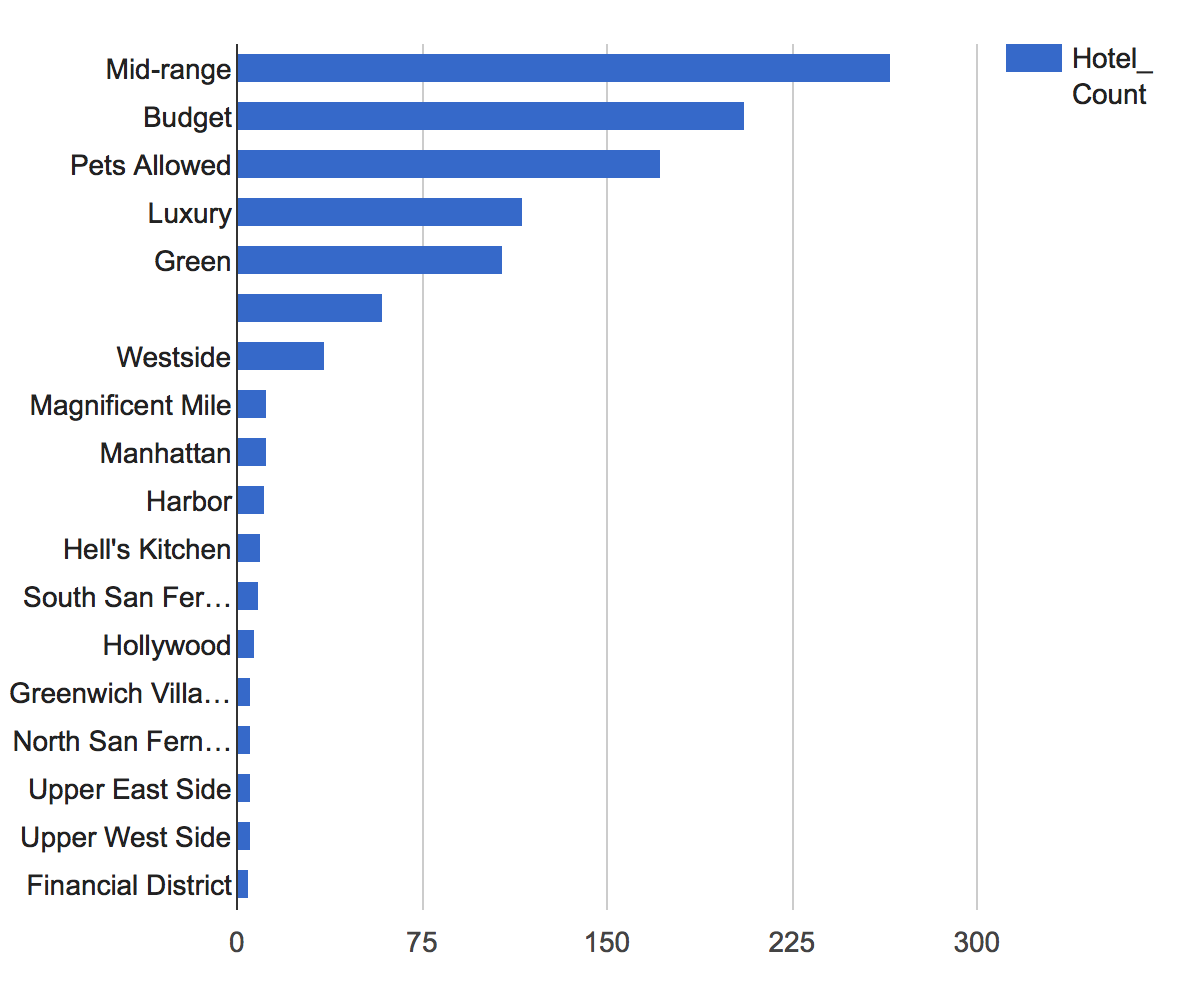 Mid-range
Budget
Pets Allowed
Luxury
Green
Westside
Magnificent Mile
Manhattan
Harbor
Hell's Kitchen
South San Fer…
Hollywood
Greenwich Villa…
North San Fern…
Upper East Side
Upper West Side
Financial District
0 75 150 225 300
Hotel_
Count